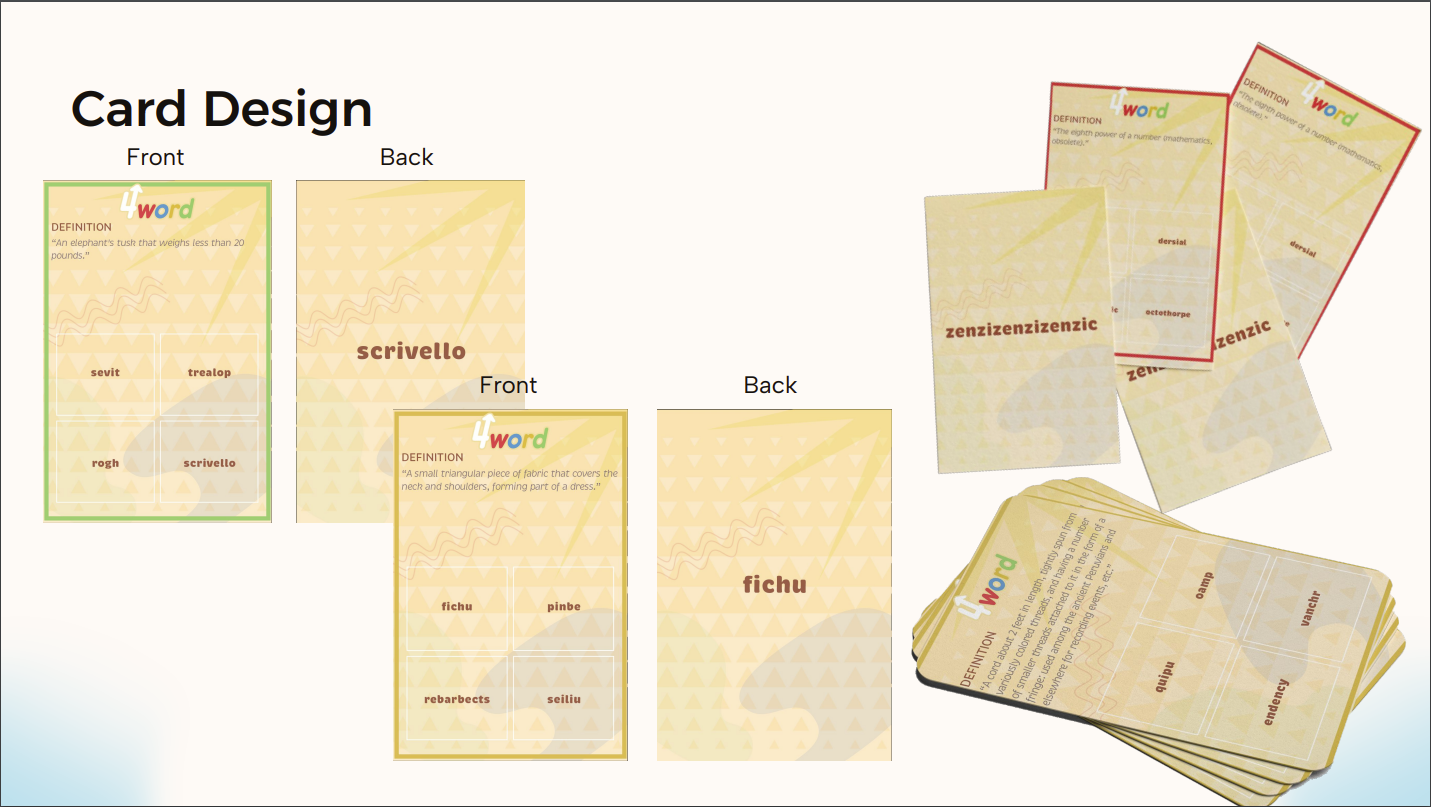 Card Design
Front
Back
4word
DEFINITION
“An elephant's tusk that weighs less than 20
pounds.”
sevit
trealop
rogh
scrivello
scrivello
Front
Back
4word
DEFINITION
“A small triangular piece of fabric that covers the
neck and shoulders, forming part of a dress.”
fichu
pinbe
rebarbects
seiliu
fichu
4word
DEFINITION
“The eighth power of a number (mathematics,
obsolete).”
dersial
ic
octothorpe
4word
DEFINITION
“The eighth power of a number (mathematics,
obsolete).”
dersial
zenzizenzizenzic
zen
izenzic
4word
DEFINITION
“A cord about 2 feet in length, tightly spun from
variously colored threads, and having a number
of smaller threads attached to it in the form of a
fringe: used among the ancient Peruvians and
elsewhere for recording events, etc.”
oamp
vanchr
quipu
endency